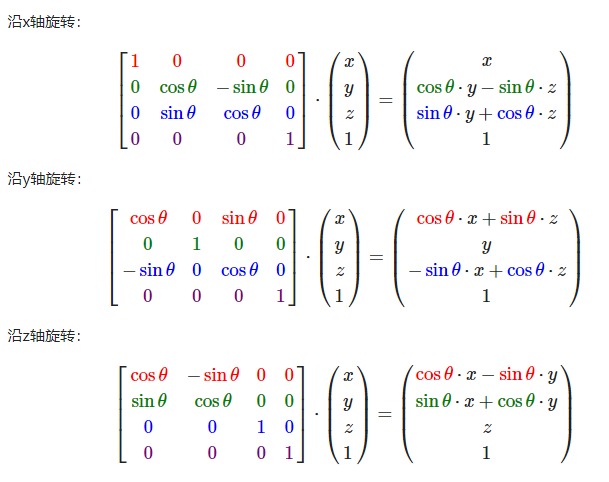 沿x轴旋转：
[1 0 0 0] (x) (x)
[0 cosθ −sinθ 0] (y) (cosθ·y−sinθ·z)
[0 sinθ cosθ 0] · (z) = (sinθ·y+cosθ·z)
[0 0 0 1] (1) (1)
沿y轴旋转：
[cosθ 0 sinθ 0] (x) (cosθ·x+sinθ·z)
[0 1 0 0] (y) (y)
[−sinθ 0 cosθ 0] · (z) = (−sinθ·x+cosθ·z)
[0 0 0 1] (1) (1)
沿z轴旋转：
[cosθ −sinθ 0 0] (x) (cosθ·x−sinθ·y)
[sinθ cosθ 0 0] (y) (sinθ·x+cosθ·y)
[0 0 1 0] · (z) = (z)
[0 0 0 1] (1) (1)